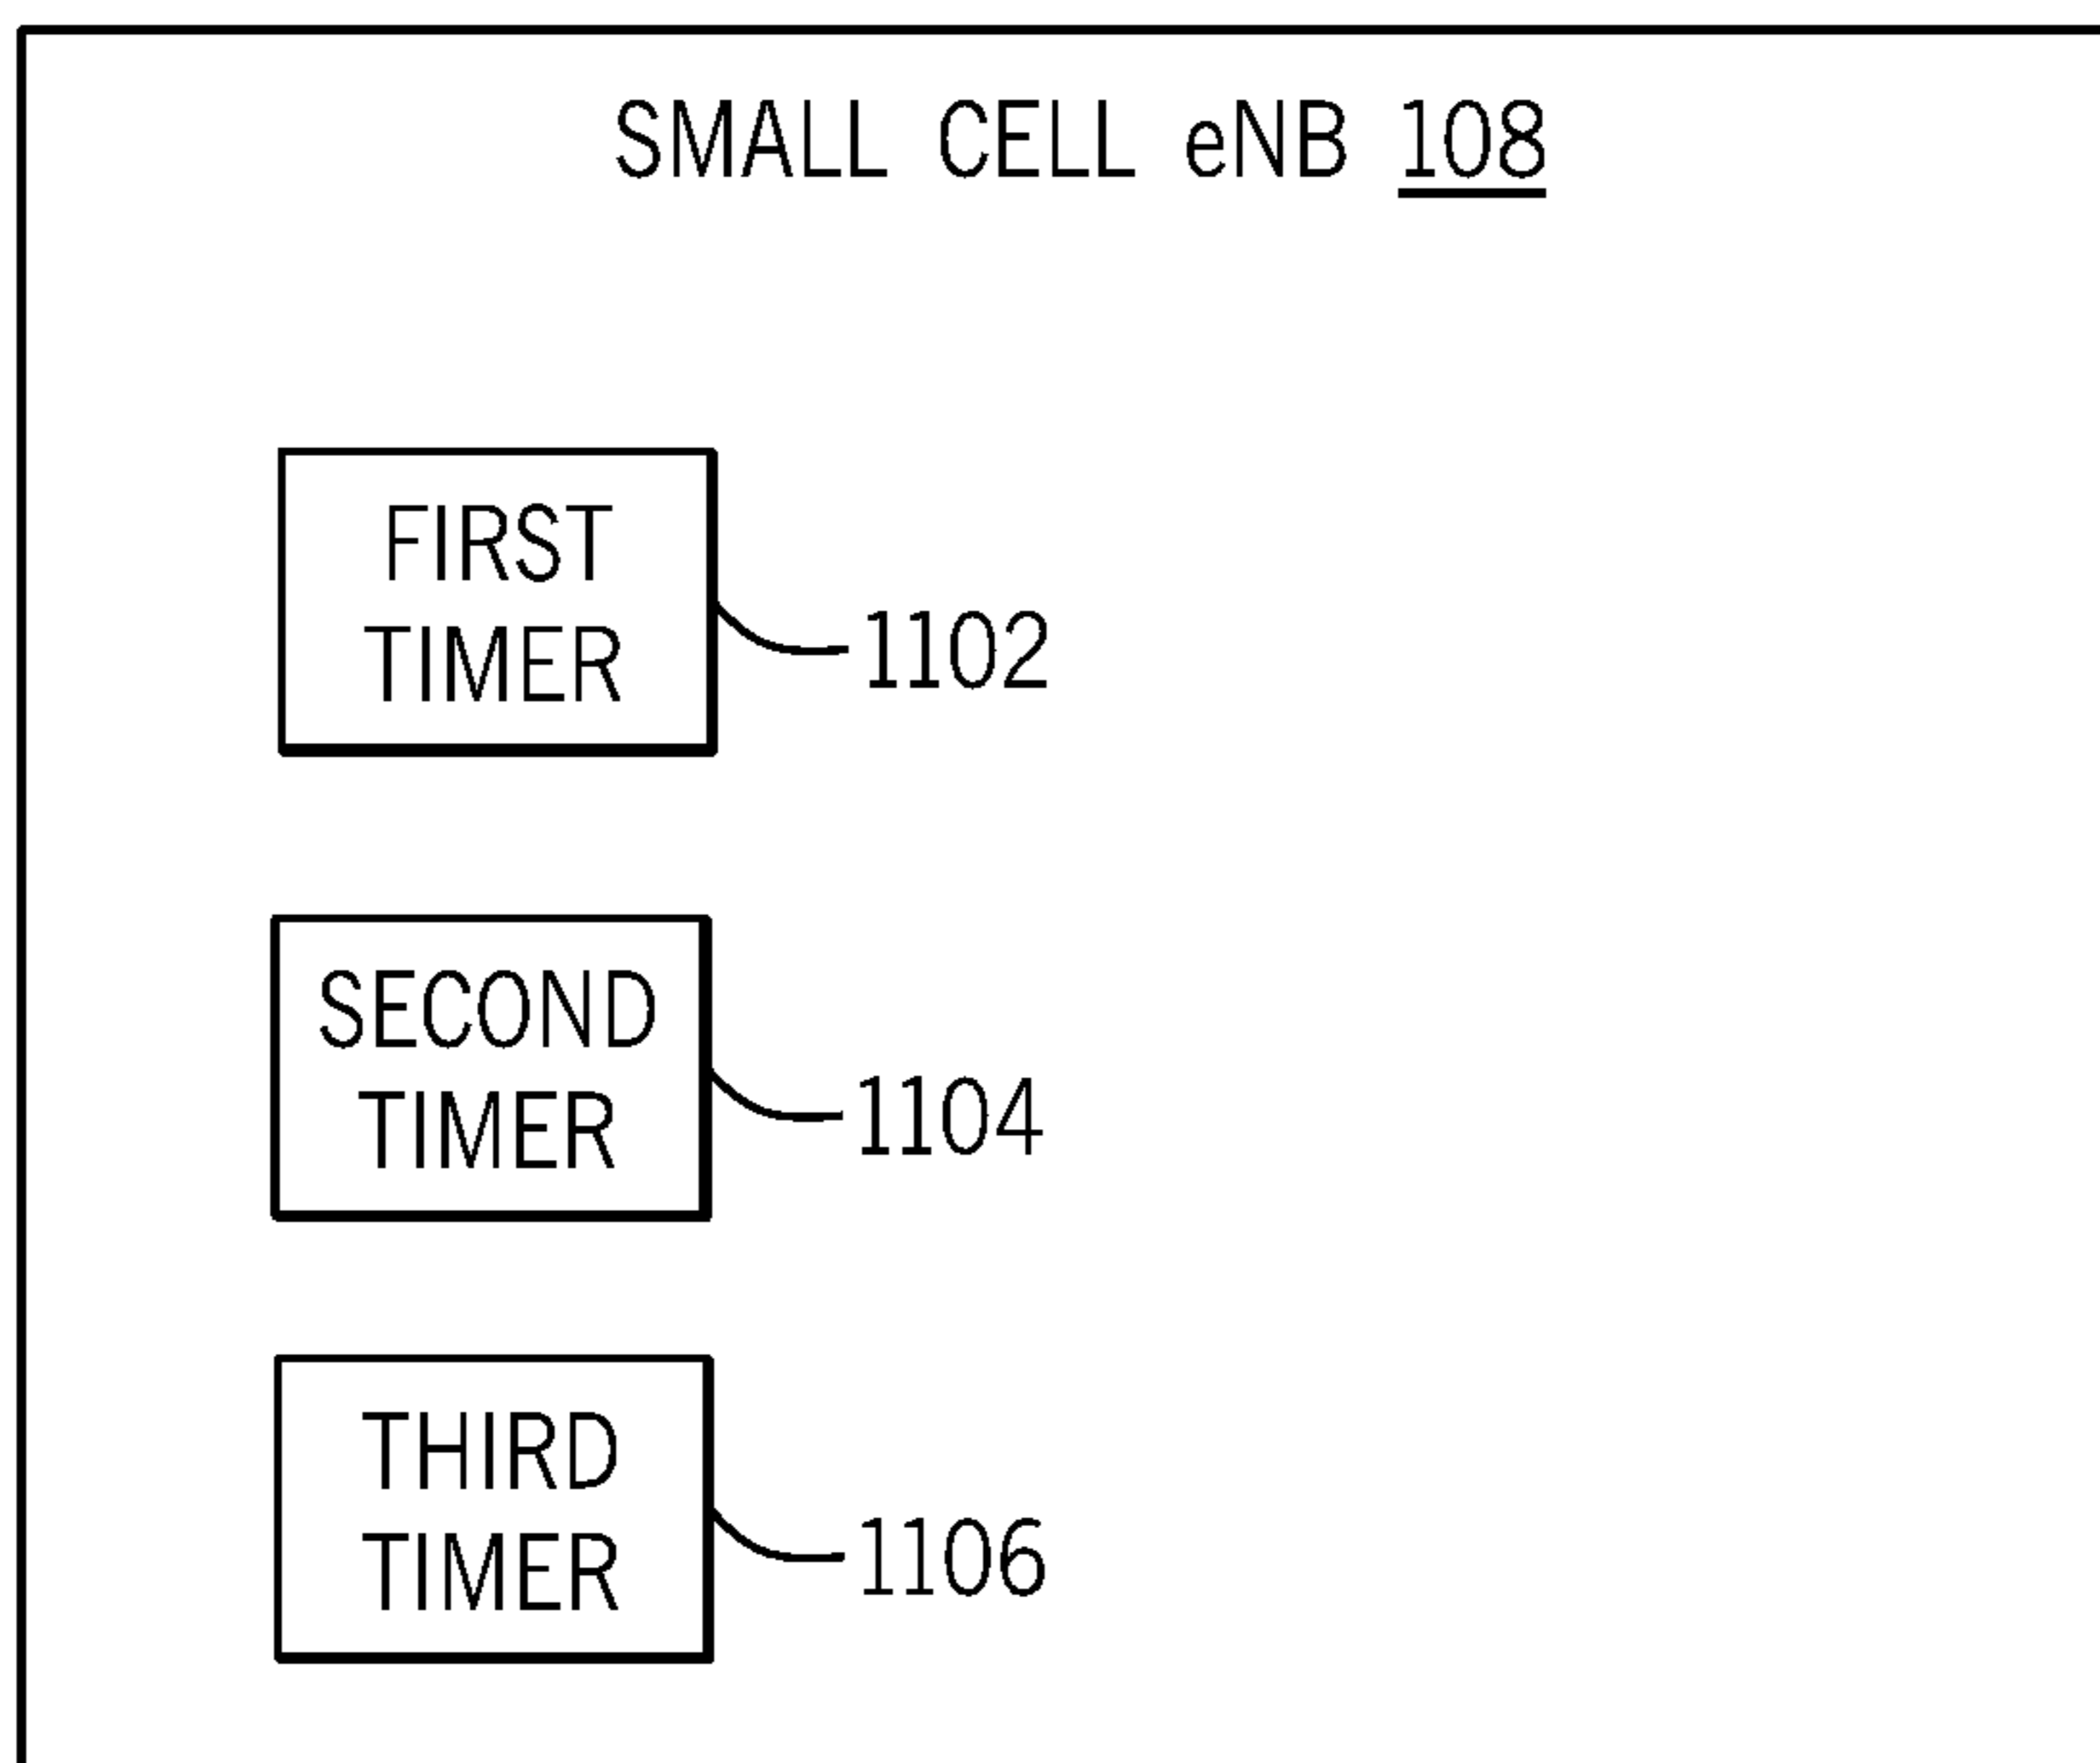 SMALL CELL eNB 108
FIRST
TIMER
1102
SECOND
TIMER
1104
THIRD
TIMER
1106